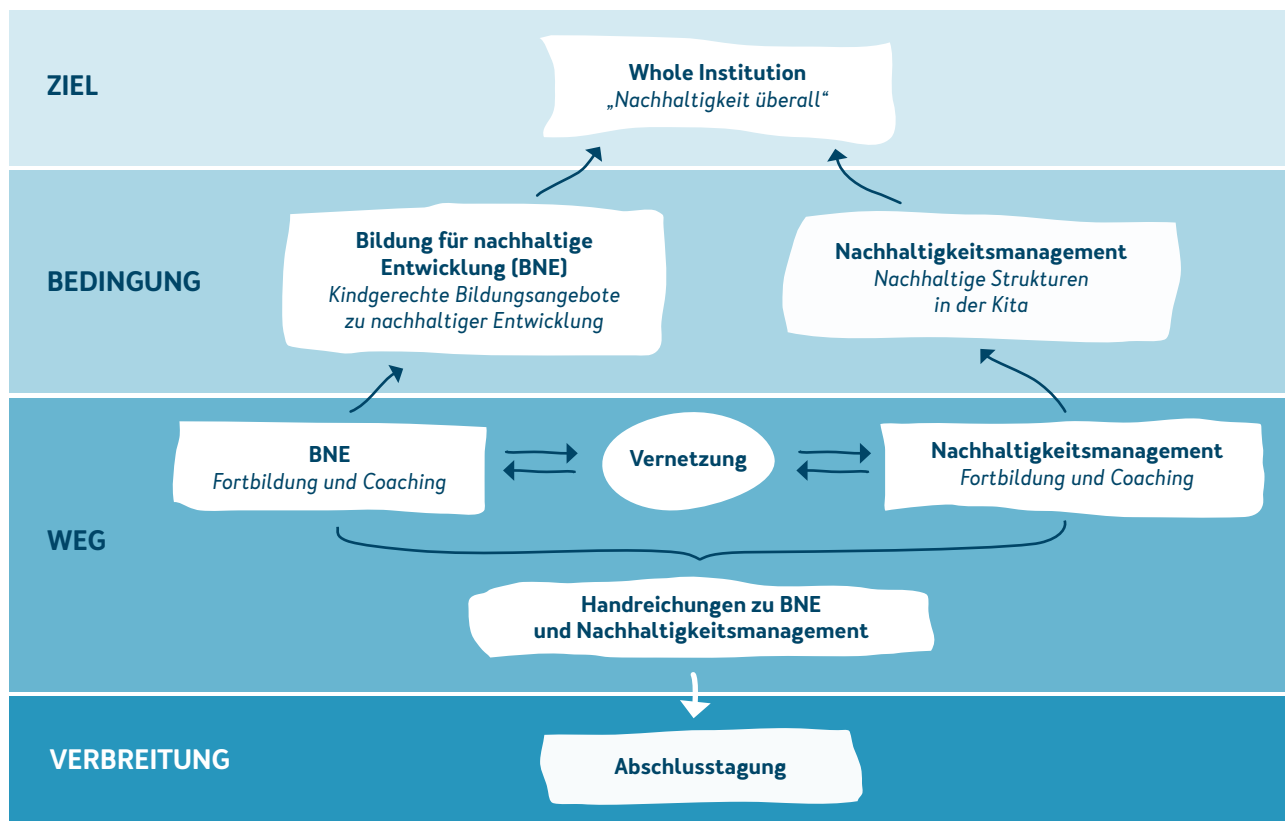 ZIEL
Whole Institution
„Nachhaltigkeit überall“
BEDINGUNG
Bildung für nachhaltige
Entwicklung (BNE)
Kindgerechte Bildungsangebote
zu nachhaltiger Entwicklung
Nachhaltigkeitsmanagement
Nachhaltige Strukturen
in der Kita
WEG
BNE
Fortbildung und Coaching
Vernetzung
Nachhaltigkeitsmanagement
Fortbildung und Coaching
Handreichungen zu BNE
und Nachhaltigkeitsmanagement
VERBREITUNG
Abschlusstagung